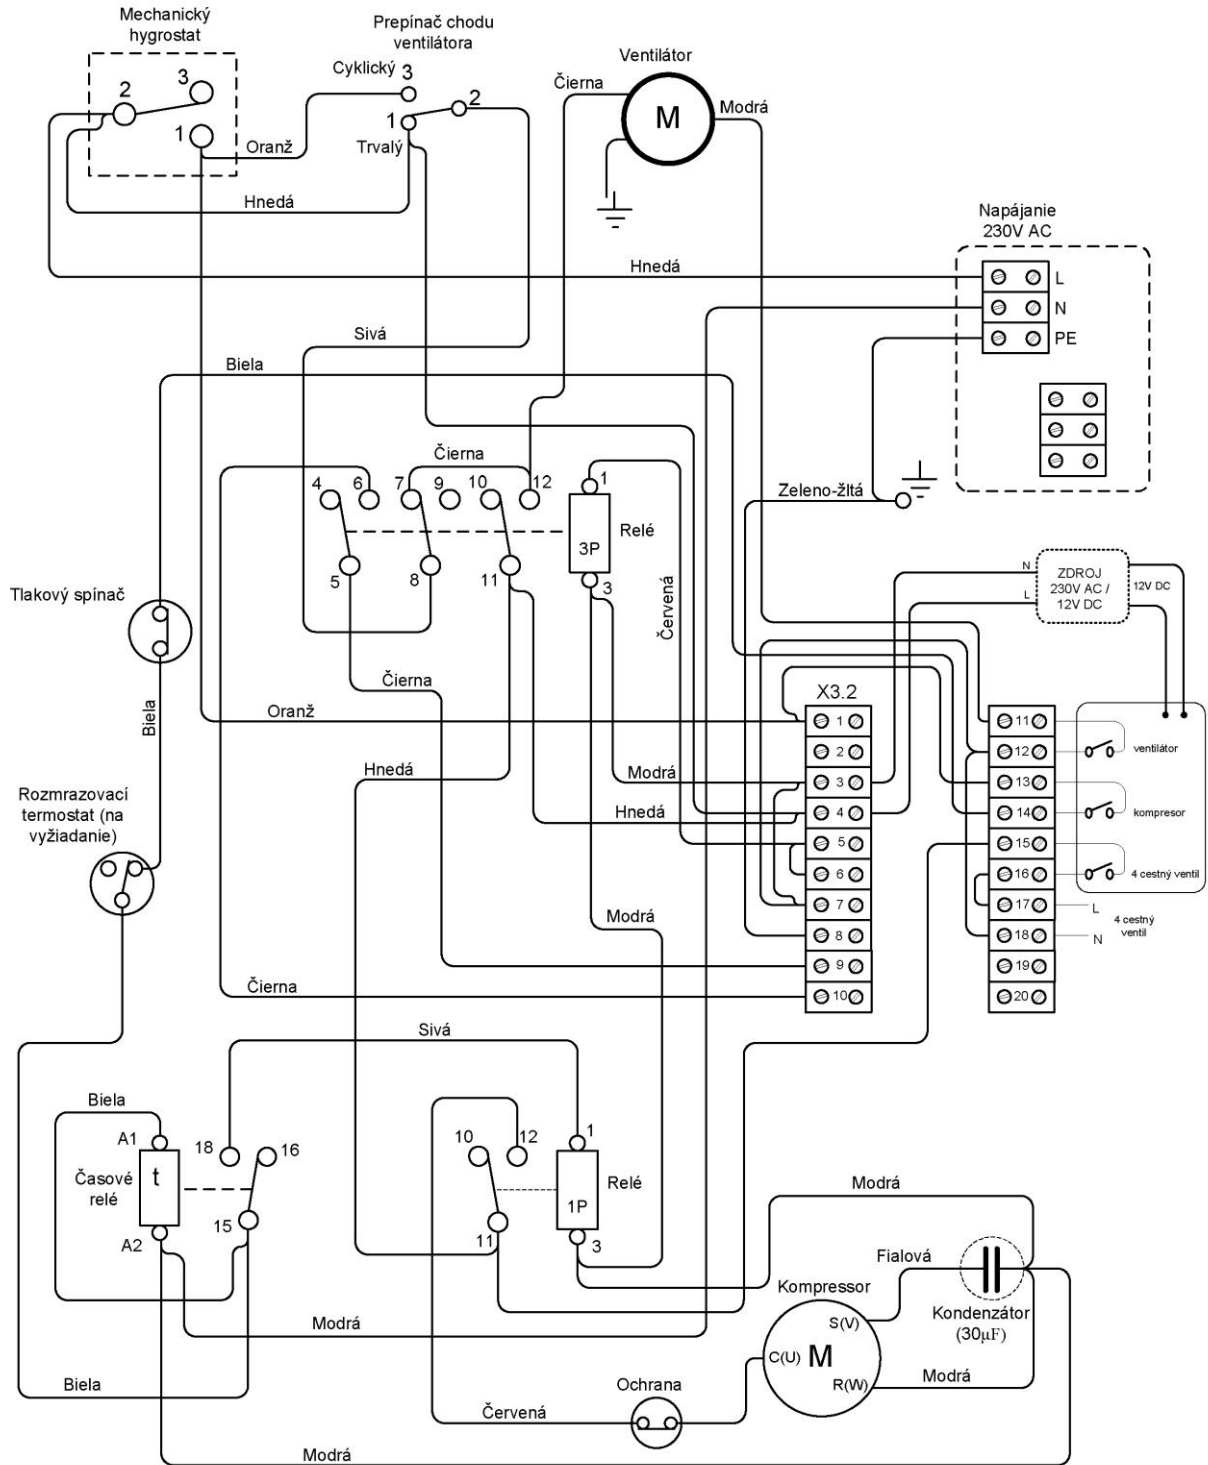 Mechanický
hygrostat
Prepínač chodu
ventilátora
Cyklický 3
2
1
Trvalý
2
3
1
Oranž
Hnedá
Ventilátor
M
Čierna
Modrá
Napájanie
230V AC
L
N
PE
Hnedá
Sivá
Biela
Čierna
4
6
7
9
10
12
5
8
11
1
3P
3
Relé
Červená
Zeleno-žltá
N
L
ZDROJ
230V AC /
12V DC
12V DC
Tlakový spínač
Biela
Čierna
Oranž
Hnedá
Modrá
Hnedá
X3.2
1
2
3
4
5
6
7
8
9
10
11
12
13
14
15
16
17
18
19
20
ventilátor
kompresor
4 cestný ventil
L
N
4 cestný
ventil
Rozmrazovací
termostat (na
vyžiadanie)
Modrá
Čierna
Sivá
Biela
A1
t
A2
Časové
relé
18
16
15
10
12
11
1
1P
3
Relé
Modrá
Fialová
Kondenzátor
(30µF)
Kompressor
S(V)
C(U) M
R(W)
Modrá
Modrá
Ochrana
Biela
Červená
Modrá